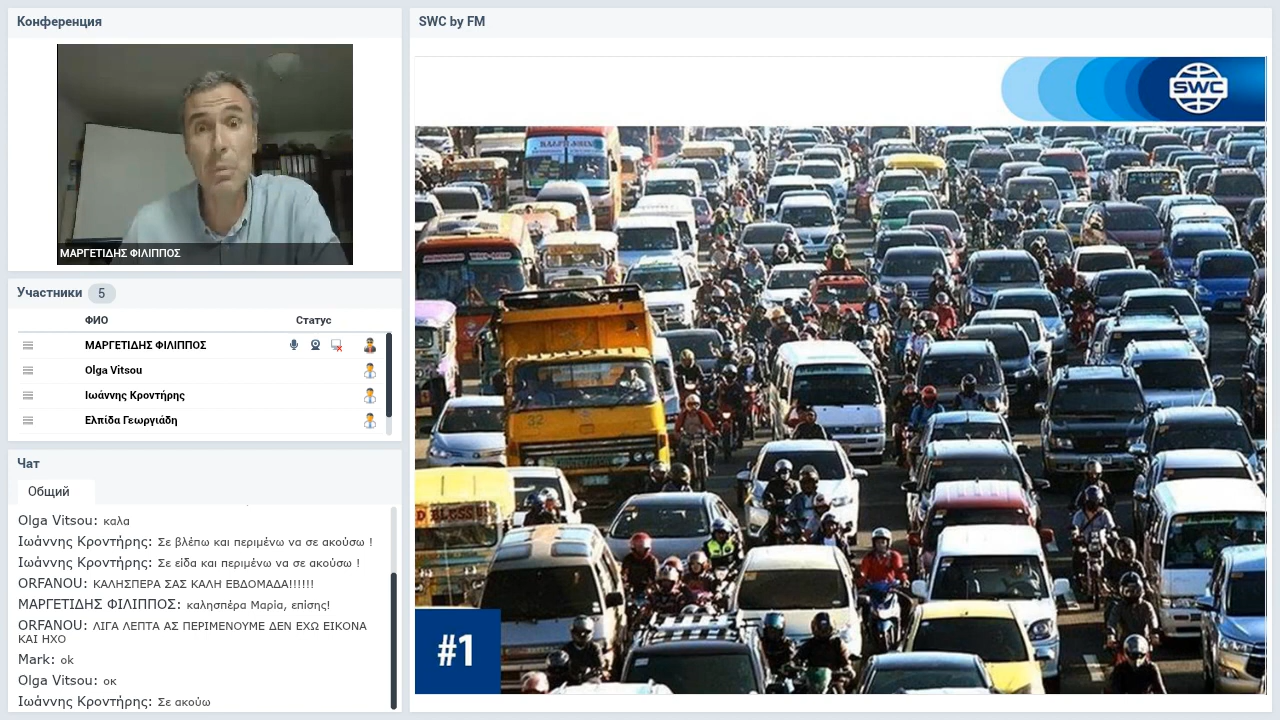 Конференция
ΜΑΡΓΕΤΙΔΗΣ ΦΙΛΙΠΠΟΣ
Участники 5
ФИО Статус
ΜΑΡΓΕΤΙΔΗΣ ΦΙΛΙΠΠΟΣ
Olga Vitsou
Ιωάννης Κροντήρης
Ελπίδα Γεωργιάδη
Чат
Общий
Olga Vitsou: καλα
Ιωάννης Κροντήρης: Σε βλέπω και περιμένω να σε ακούσω !
Ιωάννης Κροντήρης: Σε είδα και περιμένω να σε ακούσω !
ORFANOU: ΚΑΛΗΣΠΕΡΑ ΣΑΣ ΚΑΛΗ ΕΒΔΟΜΑΔΑ!!!!!!
ΜΑΡΓΕΤΙΔΗΣ ΦΙΛΙΠΠΟΣ: καλησπέρα Μαρία, επίσης!
ORFANOU: ΛΙΓΑ ΛΕΠΤΑ ΑΣ ΠΕΡΙΜΕΝΟΥΜΕ ΔΕΝ ΕΧΩ ΕΙΚΟΝΑ
ΚΑΙ ΗΧΟ
Mark: ok
Olga Vitsou: οκ
Ιωάννης Κροντήρης: Σε ακούω
SWC by FM
SWC
32
#1